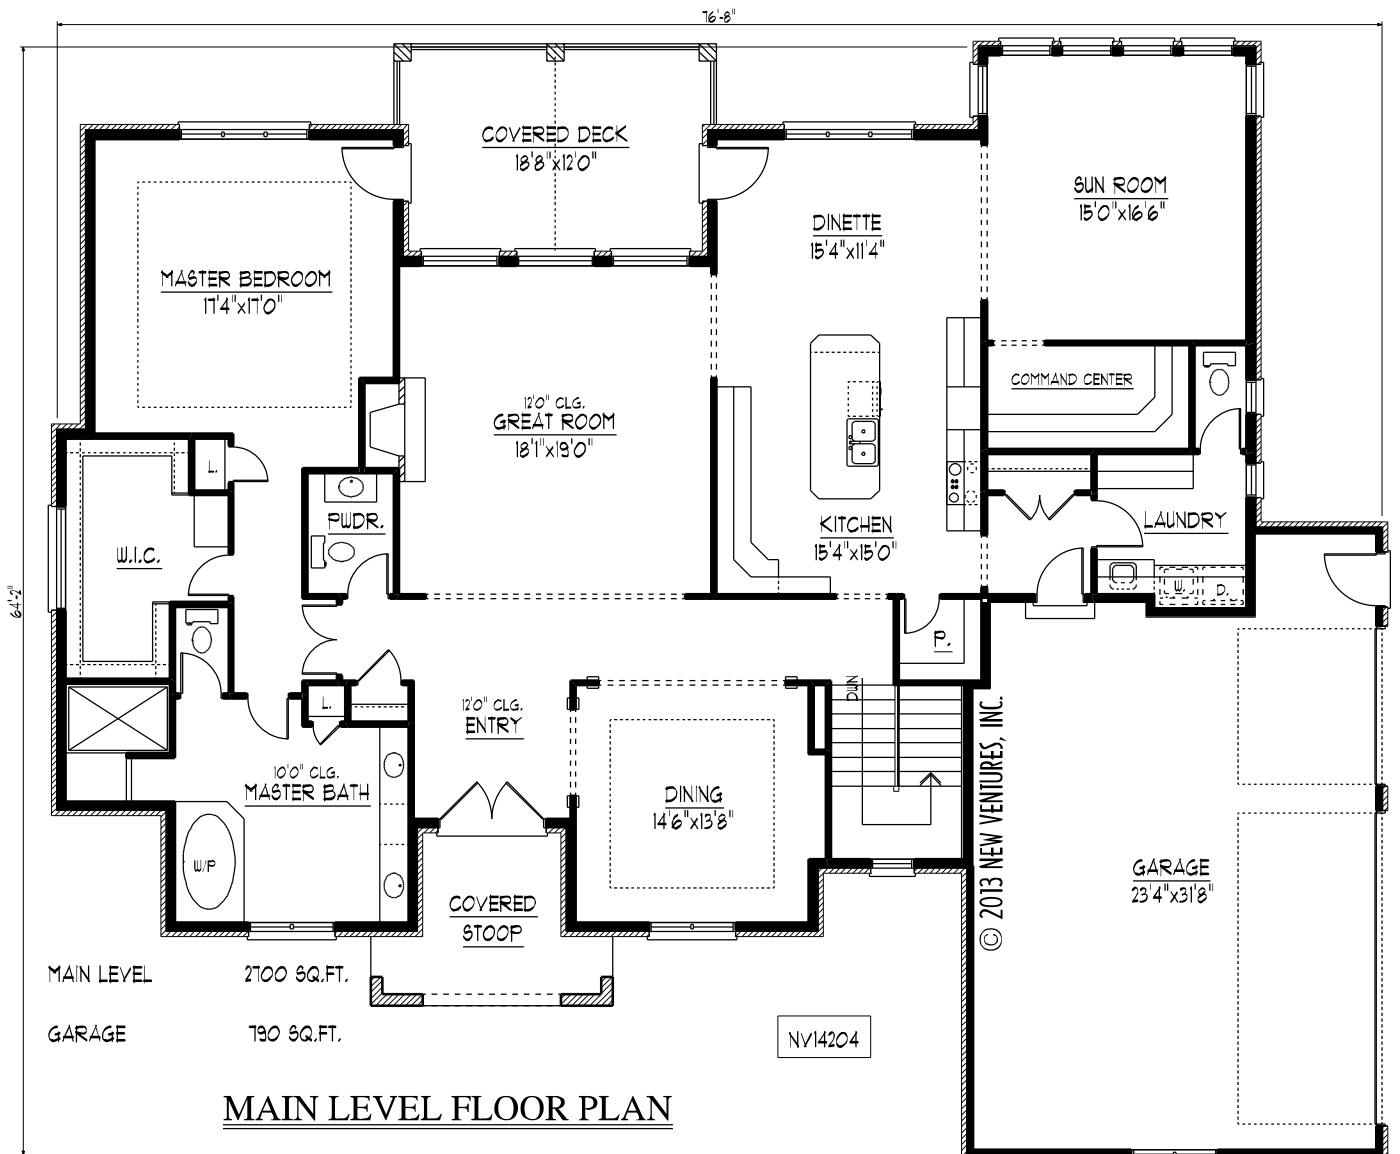 76'-8"
COVERED DECK
18'8"x12'0"
SUN ROOM
15'0"x16'6"
DINETTE
15'4"x11'4"
MASTER BEDROOM
17'4"x17'0"
COMMAND CENTER
12'0" CLG.
GREAT ROOM
18'1"x19'0"
L.
PWDR.
KITCHEN
15'4"x15'0"
LAUNDRY
W.I.C.
W.
D.
64'-2"
P.
DWN
L.
12'0" CLG.
ENTRY
10'0" CLG.
MASTER BATH
DINING
14'6"x13'8"
W/P
GARAGE
23'4"x31'8"
© 2013 NEW VENTURES, INC.
COVERED
STOOP
MAIN LEVEL 2700 SQ.FT.
GARAGE 790 SQ.FT.
NV14204
MAIN LEVEL FLOOR PLAN